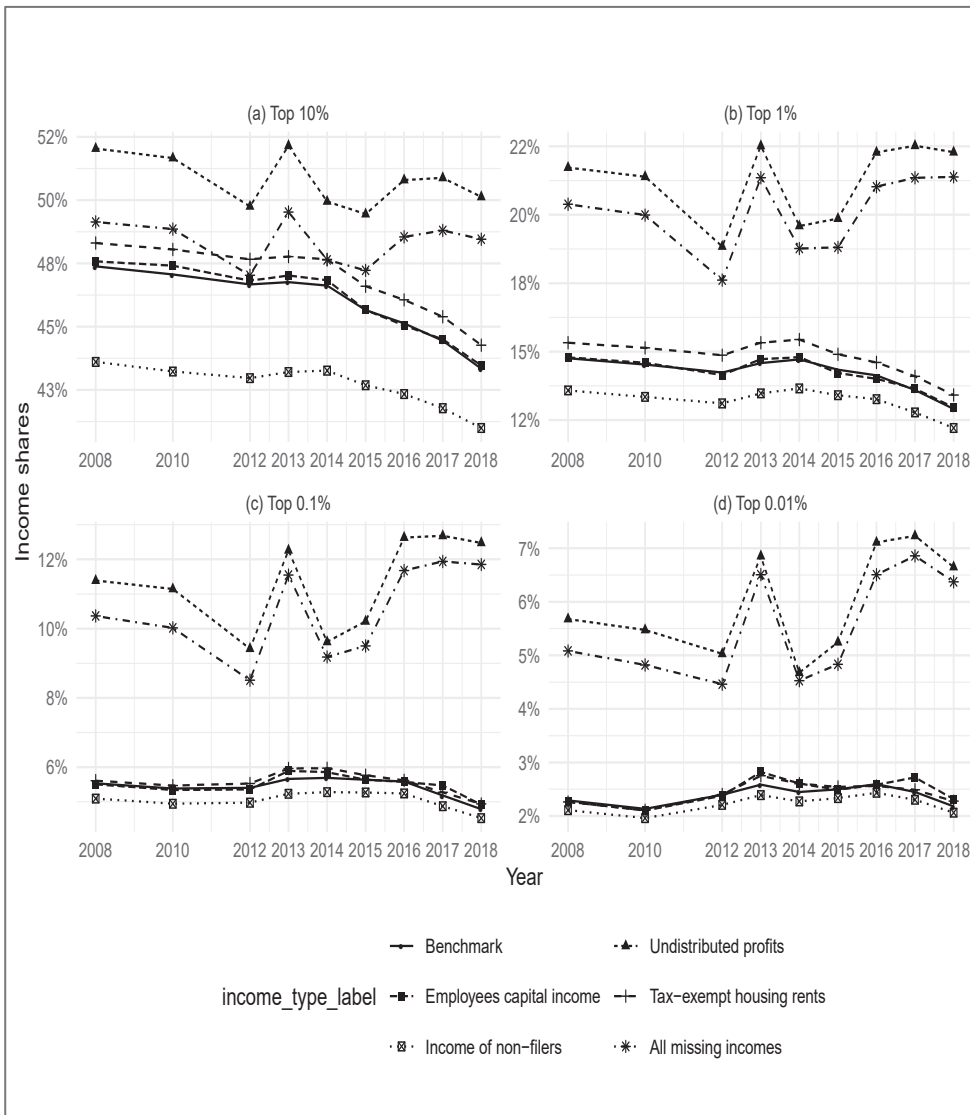 (a) Top 10%
52%
50%
48%
45%
43%
2008 2010 2012 2013 2014 2015 2016 2017 2018
(b) Top 1%
22%
20%
18%
15%
12%
2008 2010 2012 2013 2014 2015 2016 2017 2018
Income shares
(c) Top 0.1%
12%
10%
8%
6%
2008 2010 2012 2013 2014 2015 2016 2017 2018
(d) Top 0.01%
7%
6%
5%
4%
3%
2%
2008 2010 2012 2013 2014 2015 2016 2017 2018
Year
income_type_label
Benchmark
Employees capital income
Income of non−filers
Undistributed profits
Tax−exempt housing rents
All missing incomes